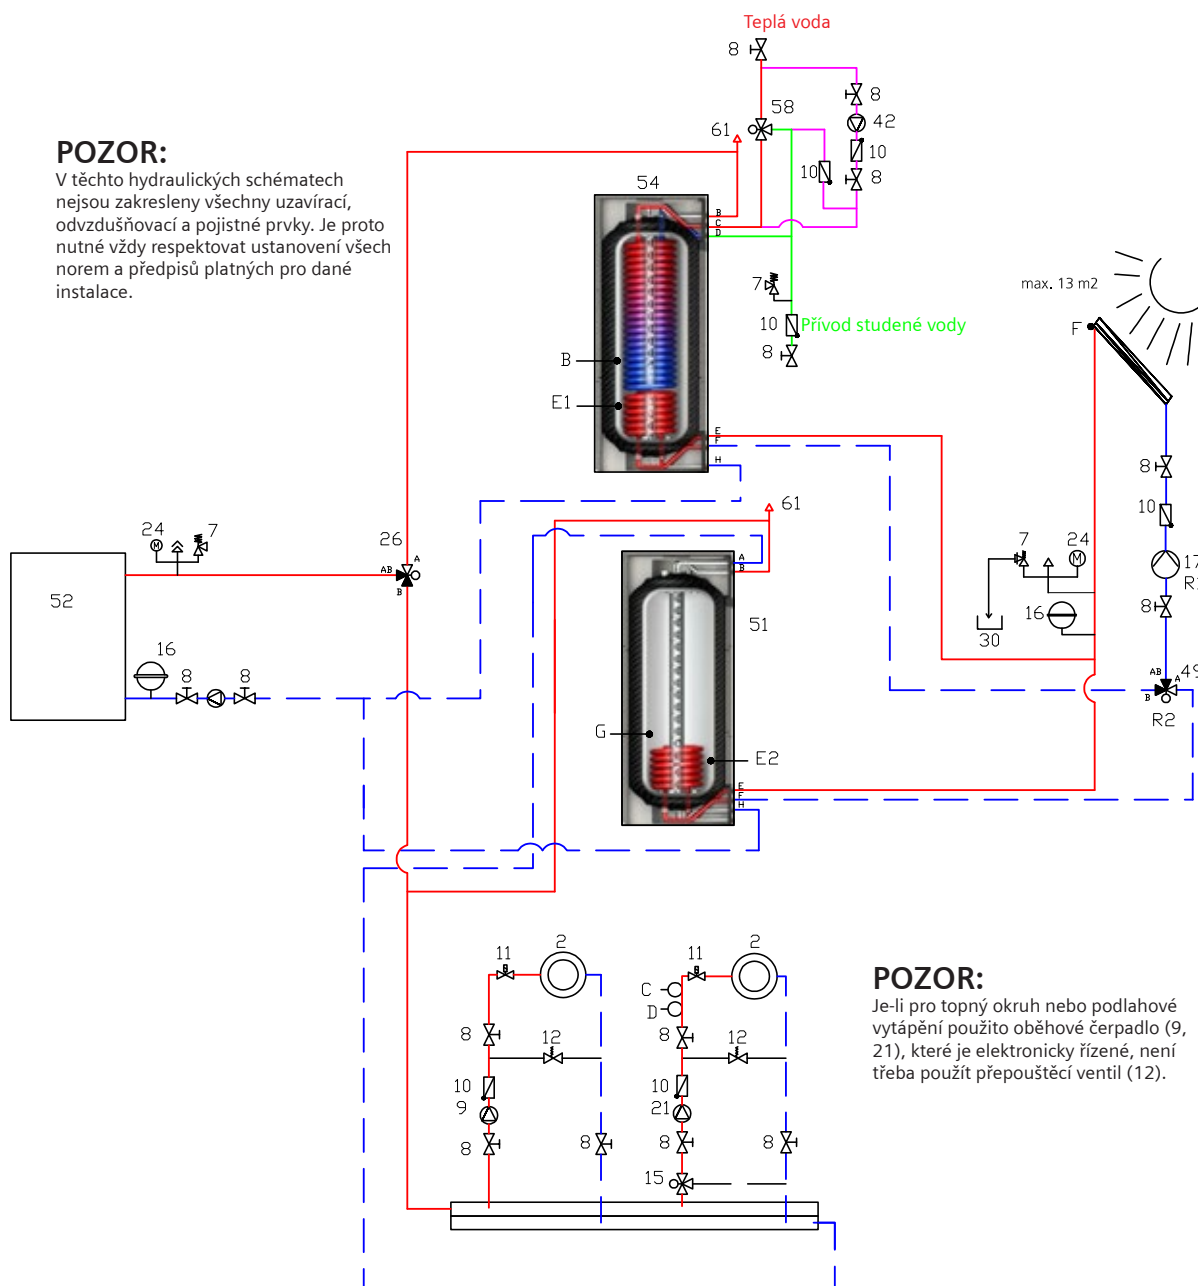 Teplá voda
8
58
8
61
42
POZOR:
V těchto hydraulických schématech
nejsou zakresleny všechny uzavírací,
odvzdušňovací a pojistné prvky. Je proto
nutné vždy respektovat ustanovení všech
norem a předpisů platných pro dané
instalace.
10
10
8
54
B
C
D
7
max. 13 m2
10
Přívod studené vody
F
8
B
E1
E
F
H
8
61
10
24
7
26
A
AB
B
7
24
17
A
B
52
51
16
8
30
16
8
8
AB
49
A
B
R2
G
E2
E
F
H
11
2
11
2
C
D
POZOR:
Je-li pro topný okruh nebo podlahové
vytápění použito oběhové čerpadlo (9,
21), které je elektronicky řízené, není
třeba použít přepouštěcí ventil (12).
8
12
8
12
10
10
9
21
8
8
8
8
15